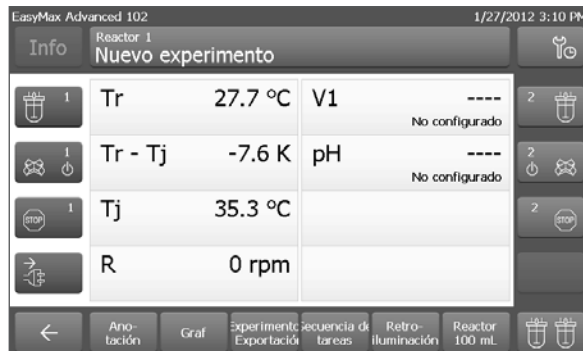 EasyMax Advanced 102
1/27/2012 3:10 PM
Info
Reactor 1
Nuevo experimento
1
Tr 27.7 °C
V1 ----
No configurado
2
1
Tr - Tj -7.6 K
pH ----
No configurado
2
1
STOP
Tj 35.3 °C
2
STOP
R 0 rpm
Ano-
tación
Graf
Experimento
Exportación
Secuencia de
tareas
Retro-
iluminación
Reactor
100 mL